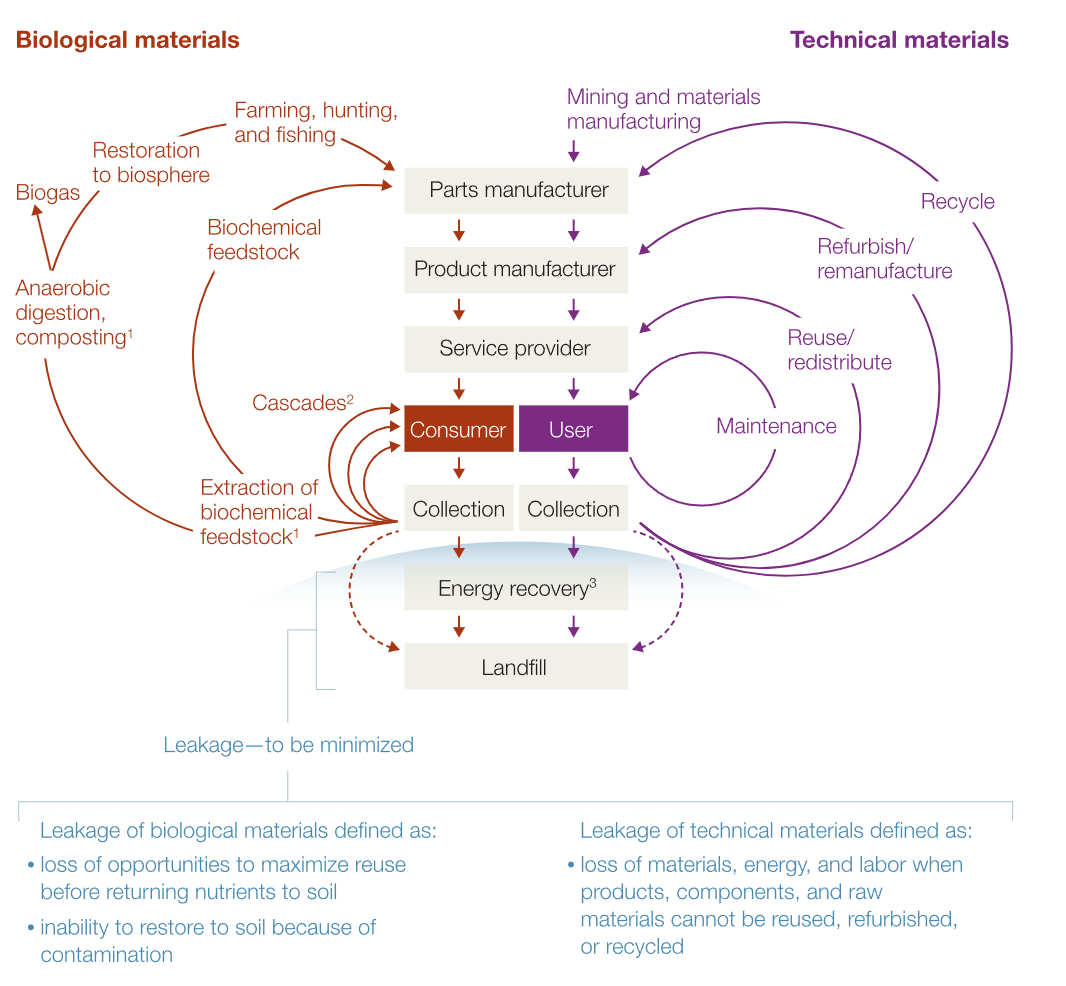 Biological materials
Technical materials
Farming, hunting,
and fishing
Mining and materials
manufacturing
Restoration
to biosphere
Biogas
Parts manufacturer
Recycle
Biochemical
feedstock
Refurbish/
remanufacture
Product manufacturer
Anaerobic
digestion,
composting¹
Service provider
Reuse/
redistribute
Cascades²
Consumer
User
Maintenance
Extraction of
biochemical
feedstock¹
Collection
Collection
Energy recovery³
Landfill
Leakage—to be minimized
Leakage of biological materials defined as:
• loss of opportunities to maximize reuse
before returning nutrients to soil
• inability to restore to soil because of
contamination
Leakage of technical materials defined as:
• loss of materials, energy, and labor when
products, components, and raw
materials cannot be reused, refurbished,
or recycled